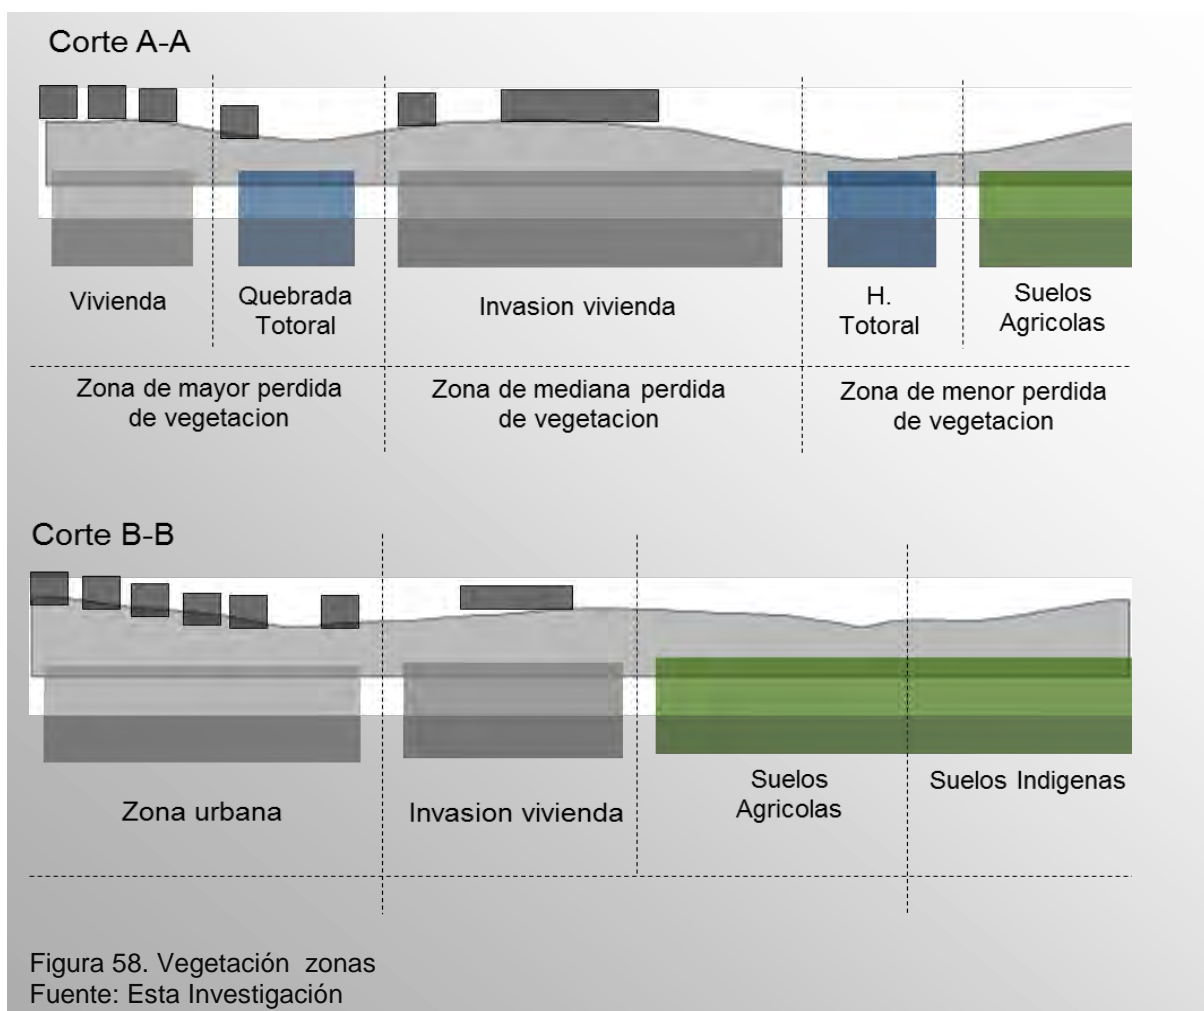 Corte A-A
Vivienda
Quebrada
Totoral
Invasion vivienda
H.
Totoral
Suelos
Agricolas
Zona de mayor perdida
de vegetacion
Zona de mediana perdida
de vegetacion
Zona de menor perdida
de vegetacion
Corte B-B
Zona urbana
Invasion vivienda
Suelos
Agricolas
Suelos Indigenas
Figura 58. Vegetación zonas
Fuente: Esta Investigación